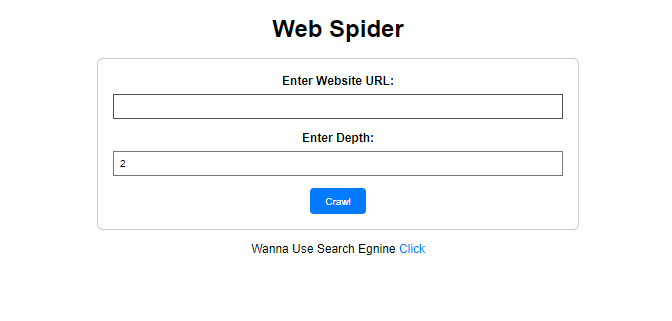 Web Spider
Enter Website URL:
Enter Depth:
2
Crawl
Wanna Use Search Egnine Click